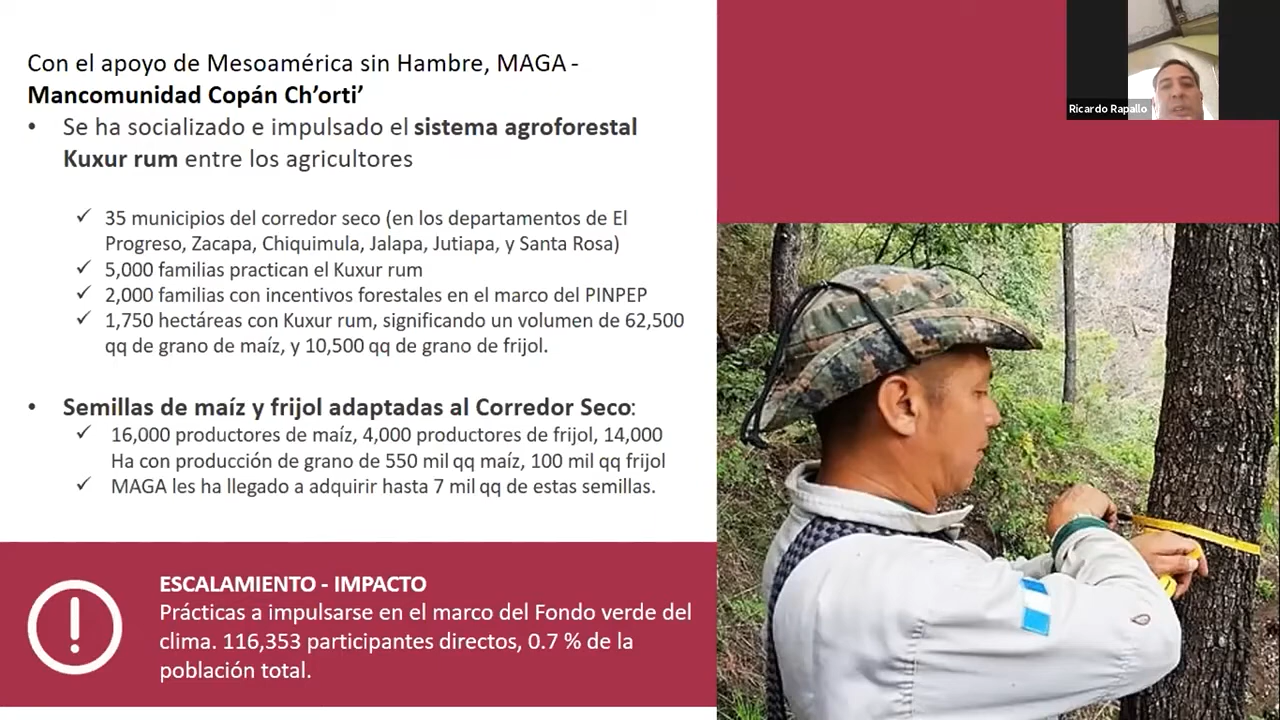 Con el apoyo de Mesoamérica sin Hambre, MAGA -
Mancomunidad Copán Ch’orti’
• Se ha socializado e impulsado el sistema agroforestal
Kuxur rum entre los agricultores
✓ 35 municipios del corredor seco (en los departamentos de El
Progreso, Zacapa, Chiquimula, Jalapa, Jutiapa, y Santa Rosa)
✓ 5,000 familias practican el Kuxur rum
✓ 2,000 familias con incentivos forestales en el marco del PINPEP
✓ 1,750 hectáreas con Kuxur rum, significando un volumen de 62,500
qq de grano de maíz, y 10,500 qq de grano de frijol.
• Semillas de maíz y frijol adaptadas al Corredor Seco:
✓ 16,000 productores de maíz, 4,000 productores de frijol, 14,000
Ha con producción de grano de 550 mil qq maíz, 100 mil qq frijol
✓ MAGA les ha llegado a adquirir hasta 7 mil qq de estas semillas.
ESCALAMIENTO - IMPACTO
Prácticas a impulsarse en el marco del Fondo verde del
clima. 116,353 participantes directos, 0.7 % de la
población total.
Ricardo Rapallo